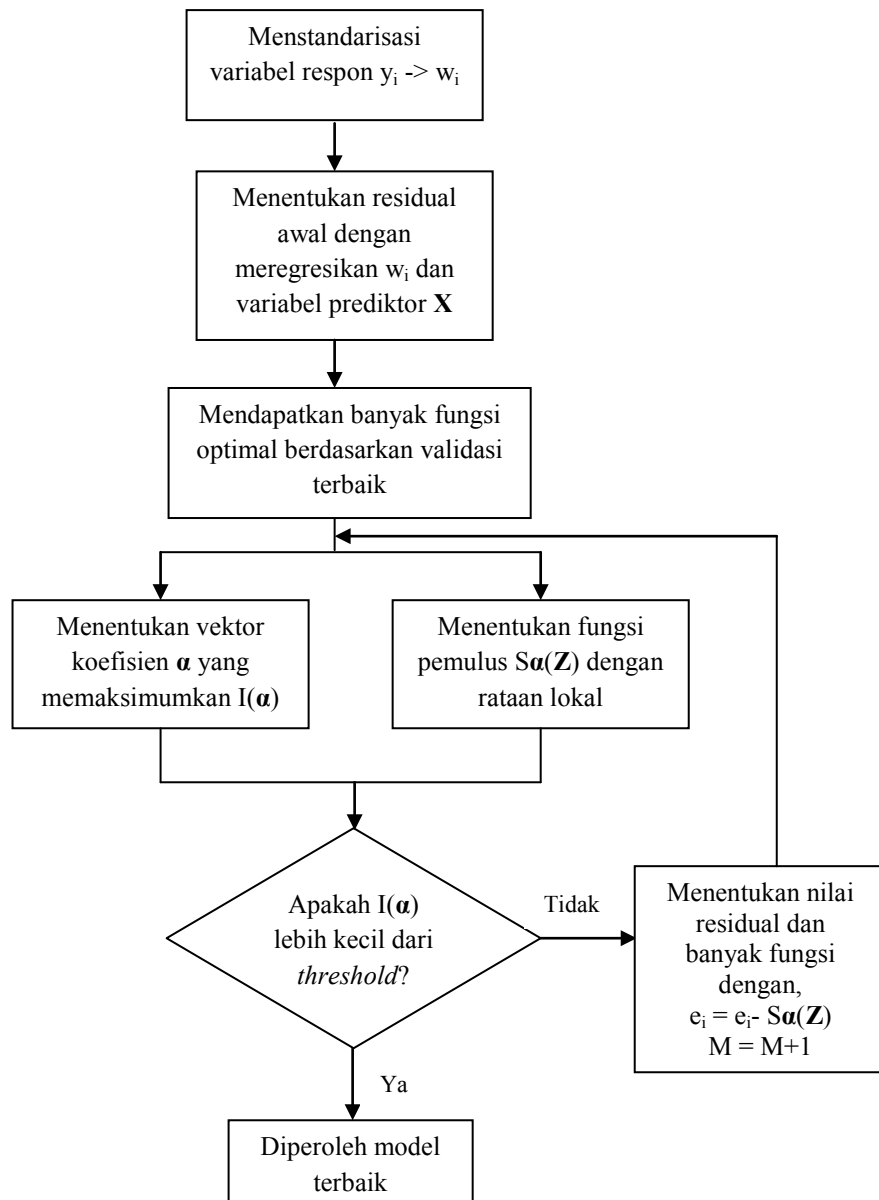 Menstandarisasi
variabel respon yᵢ -> wᵢ
Menentukan residual
awal dengan
meregresikan wᵢ dan
variabel prediktor X
Mendapatkan banyak fungsi
optimal berdasarkan validasi
terbaik
Menentukan vektor
koefisien α yang
memaksimumkan I(α)
Menentukan fungsi
pemulus Sα(Z) dengan
rataan lokal
Apakah I(α)
lebih kecil dari
threshold?
Tidak
Menentukan nilai
residual dan
banyak fungsi
dengan,
eᵢ = eᵢ- Sα(Z)
M = M+1
Ya
Diperoleh model
terbaik